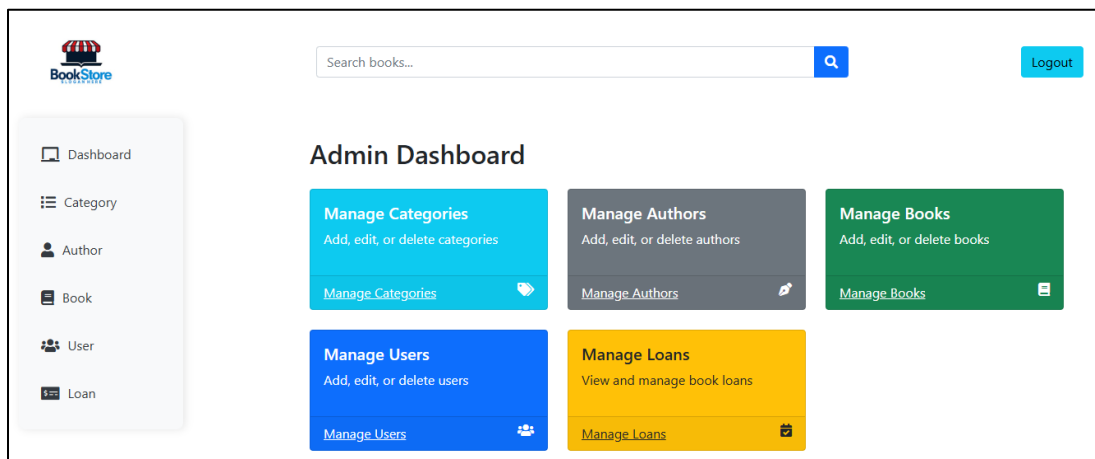 BookStore
SLOGAN HERE
Search books...
Logout
Dashboard
Category
Author
Book
User
Loan
Admin Dashboard
Manage Categories
Add, edit, or delete categories
Manage Categories
Manage Authors
Add, edit, or delete authors
Manage Authors
Manage Books
Add, edit, or delete books
Manage Books
Manage Users
Add, edit, or delete users
Manage Users
Manage Loans
View and manage book loans
Manage Loans